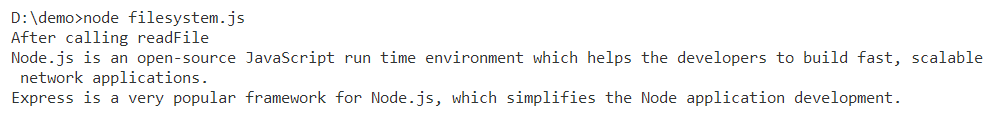 D:\demo>node filesystem.js
After calling readFile
Node.js is an open-source JavaScript run time environment which helps the developers to build fast, scalable
network applications.
Express is a very popular framework for Node.js, which simplifies the Node application development.